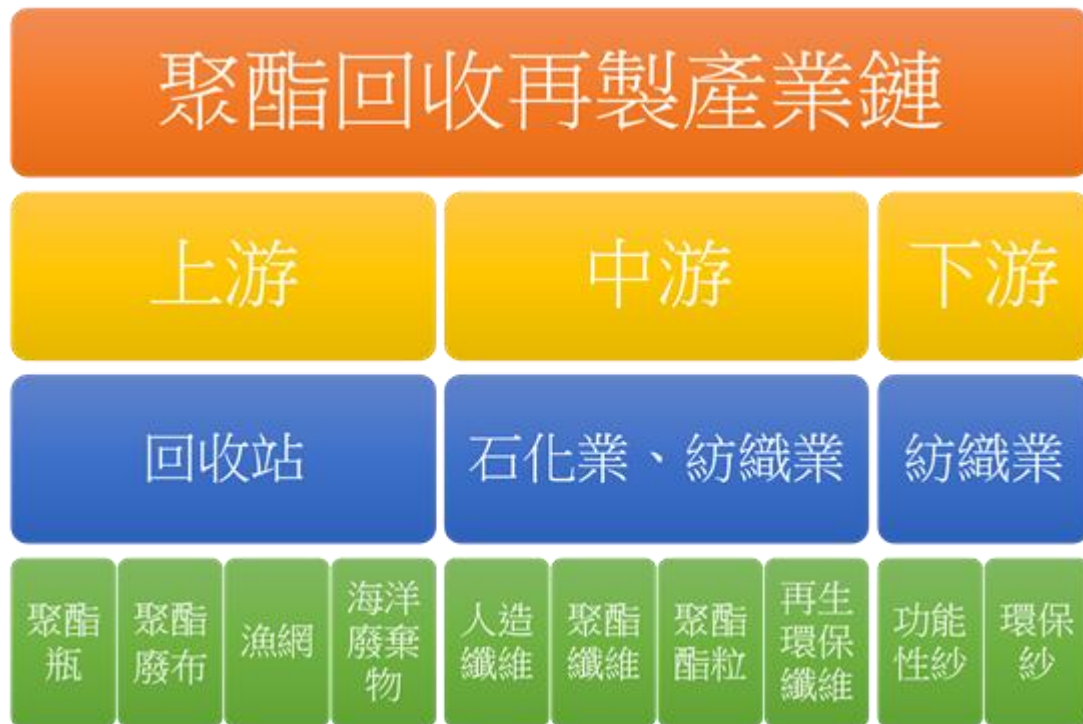 聚酯回收再製產業鏈
上游
中游
下游
回收站
石化業、紡織業
紡織業
聚酯
瓶
聚酯
廢布
漁網
海洋
廢棄
物
人造
纖維
聚酯
纖維
聚酯
酯粒
再生
環保
纖維
功能
性紗
環保
紗